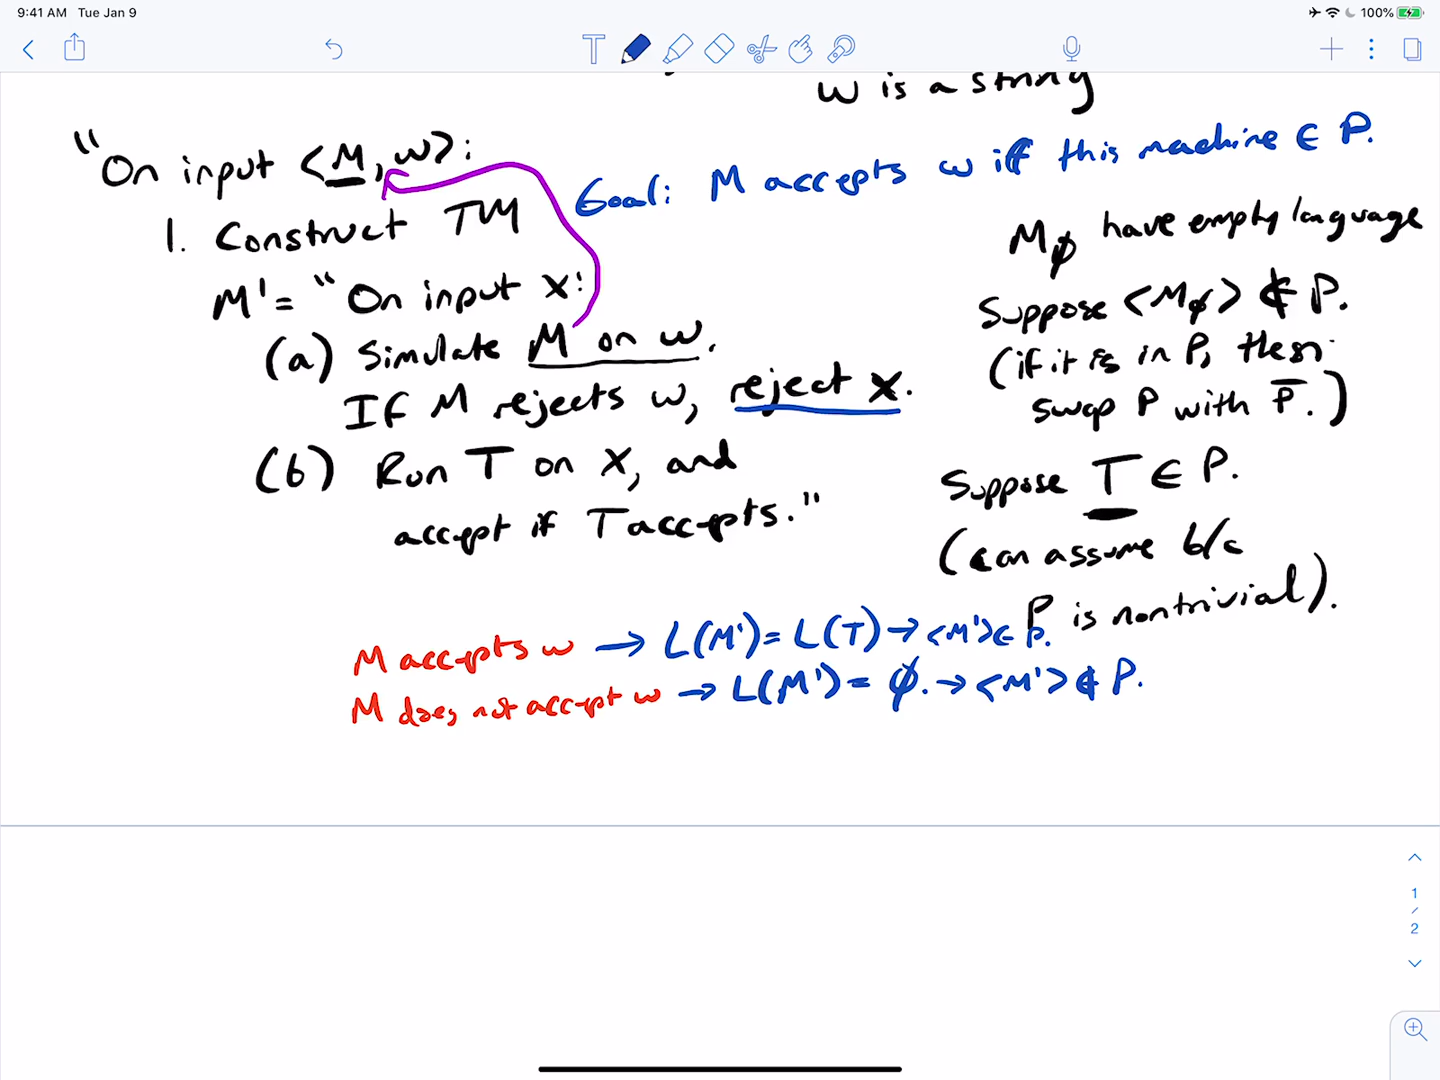 9:41 AM Tue Jan 9
100%
w is a string
"On input <M, w>:
Goal: M accepts w iff this machine ∈ P.
1. Construct TM
M' = "On input x:
(a) Simulate M on w.
If M rejects w, reject x.
(b) Run T on x, and
accept if T accepts."
M∅ have empty language
Suppose <M∅> ∉ P.
(if it is in P, then
swap P with P̅.)
Suppose T ∈ P.
(can assume b/c
P is nontrivial).
M accepts w → L(M') = L(T) → <M'> ∈ P.
M does not accept w → L(M') = ∅. → <M'> ∉ P.
1
/
2